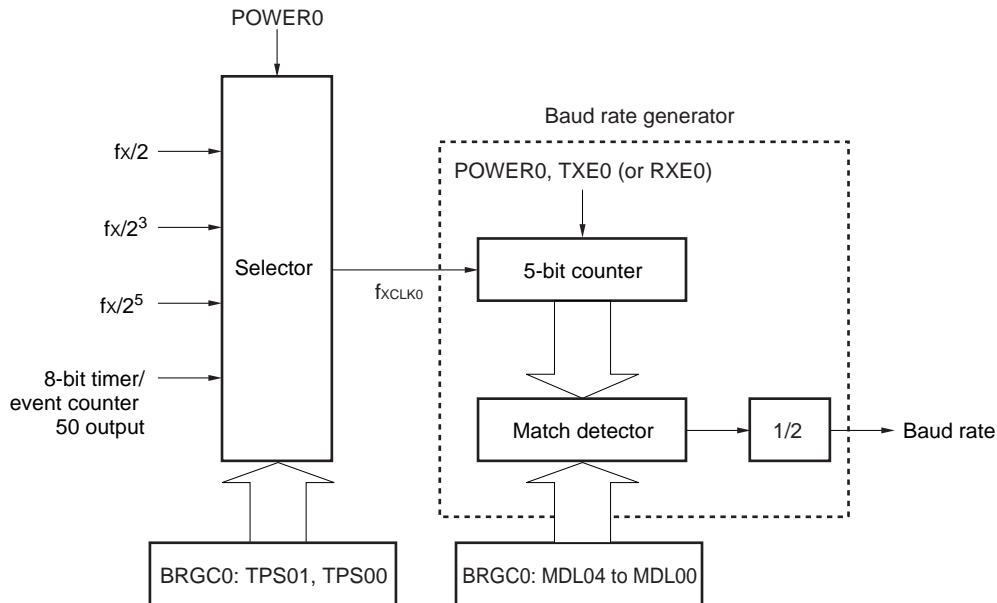 POWER0
Baud rate generator
fX/2
POWER0, TXE0 (or RXE0)
fX/2³
Selector
5-bit counter
fXCLK0
fX/2⁵
8-bit timer/
event counter
50 output
Match detector
1/2
Baud rate
BRGC0: TPS01, TPS00
BRGC0: MDL04 to MDL00